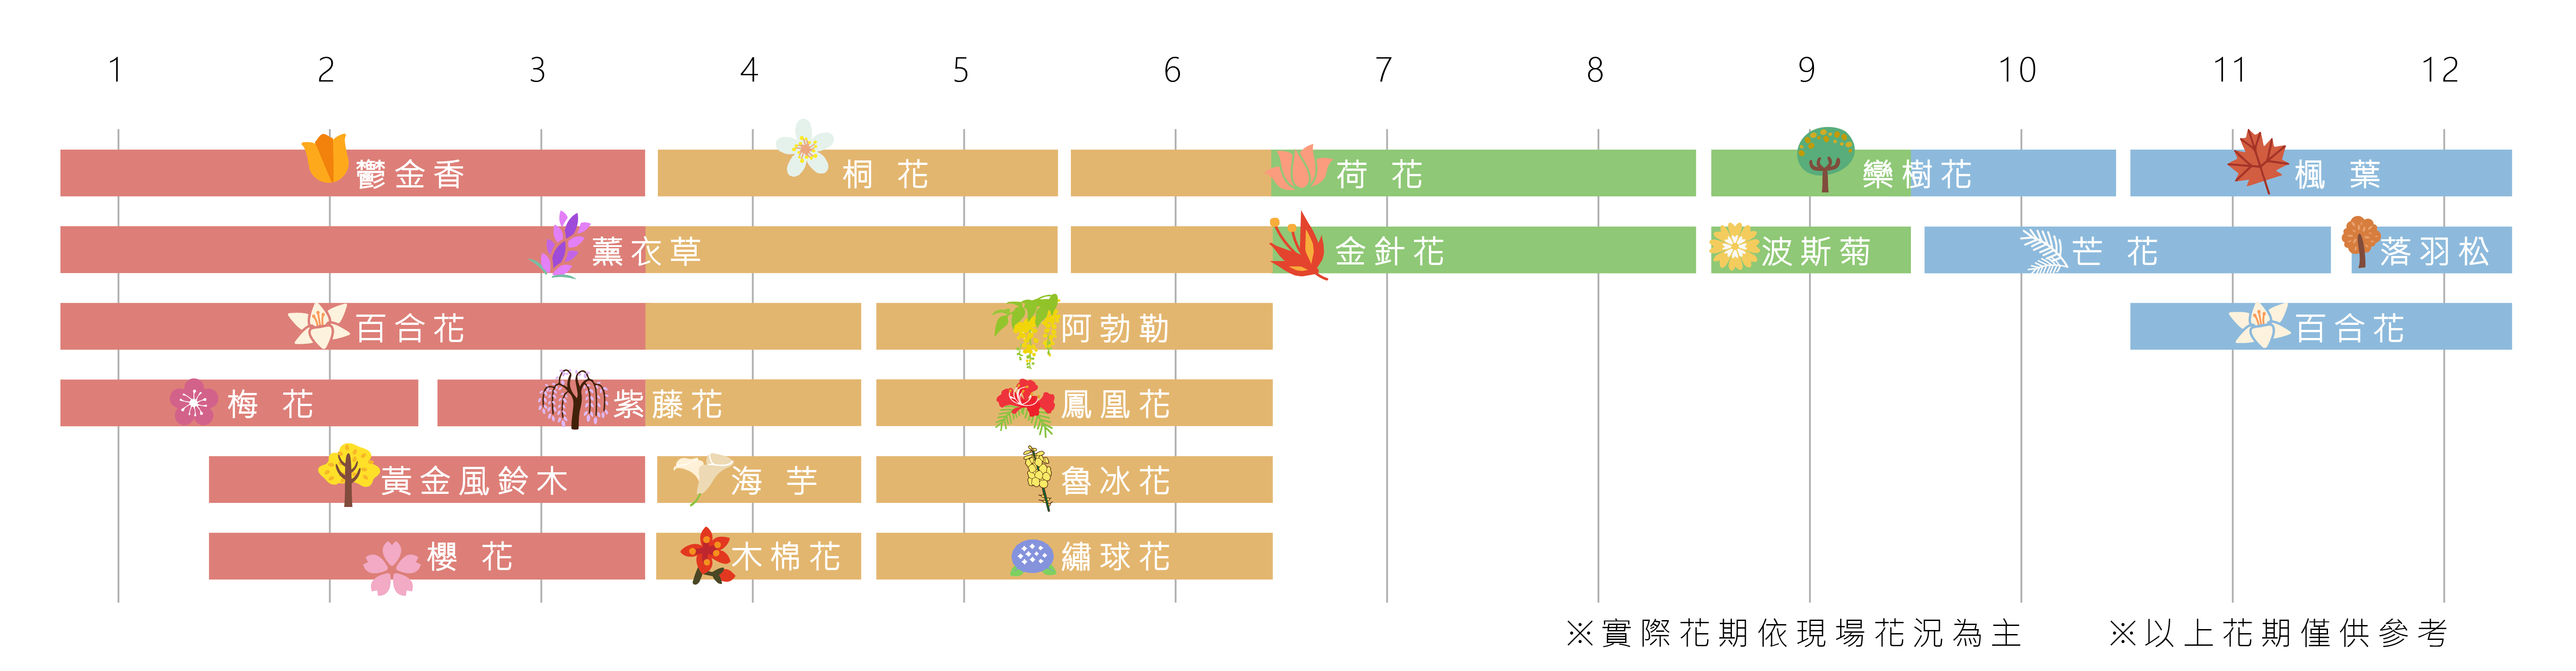 1 2 3 4 5 6 7 8 9 10 11 12
鬱金香 桐花 荷花 欒樹花 楓葉
薰衣草 金針花 波斯菊 芒花 落羽松
百合花 阿勃勒 百合花
梅花 紫藤花 鳳凰花
黃金風鈴木 海芋 魯冰花
櫻花 木棉花 繡球花
※實際花期依現場花況為主 ※以上花期僅供參考